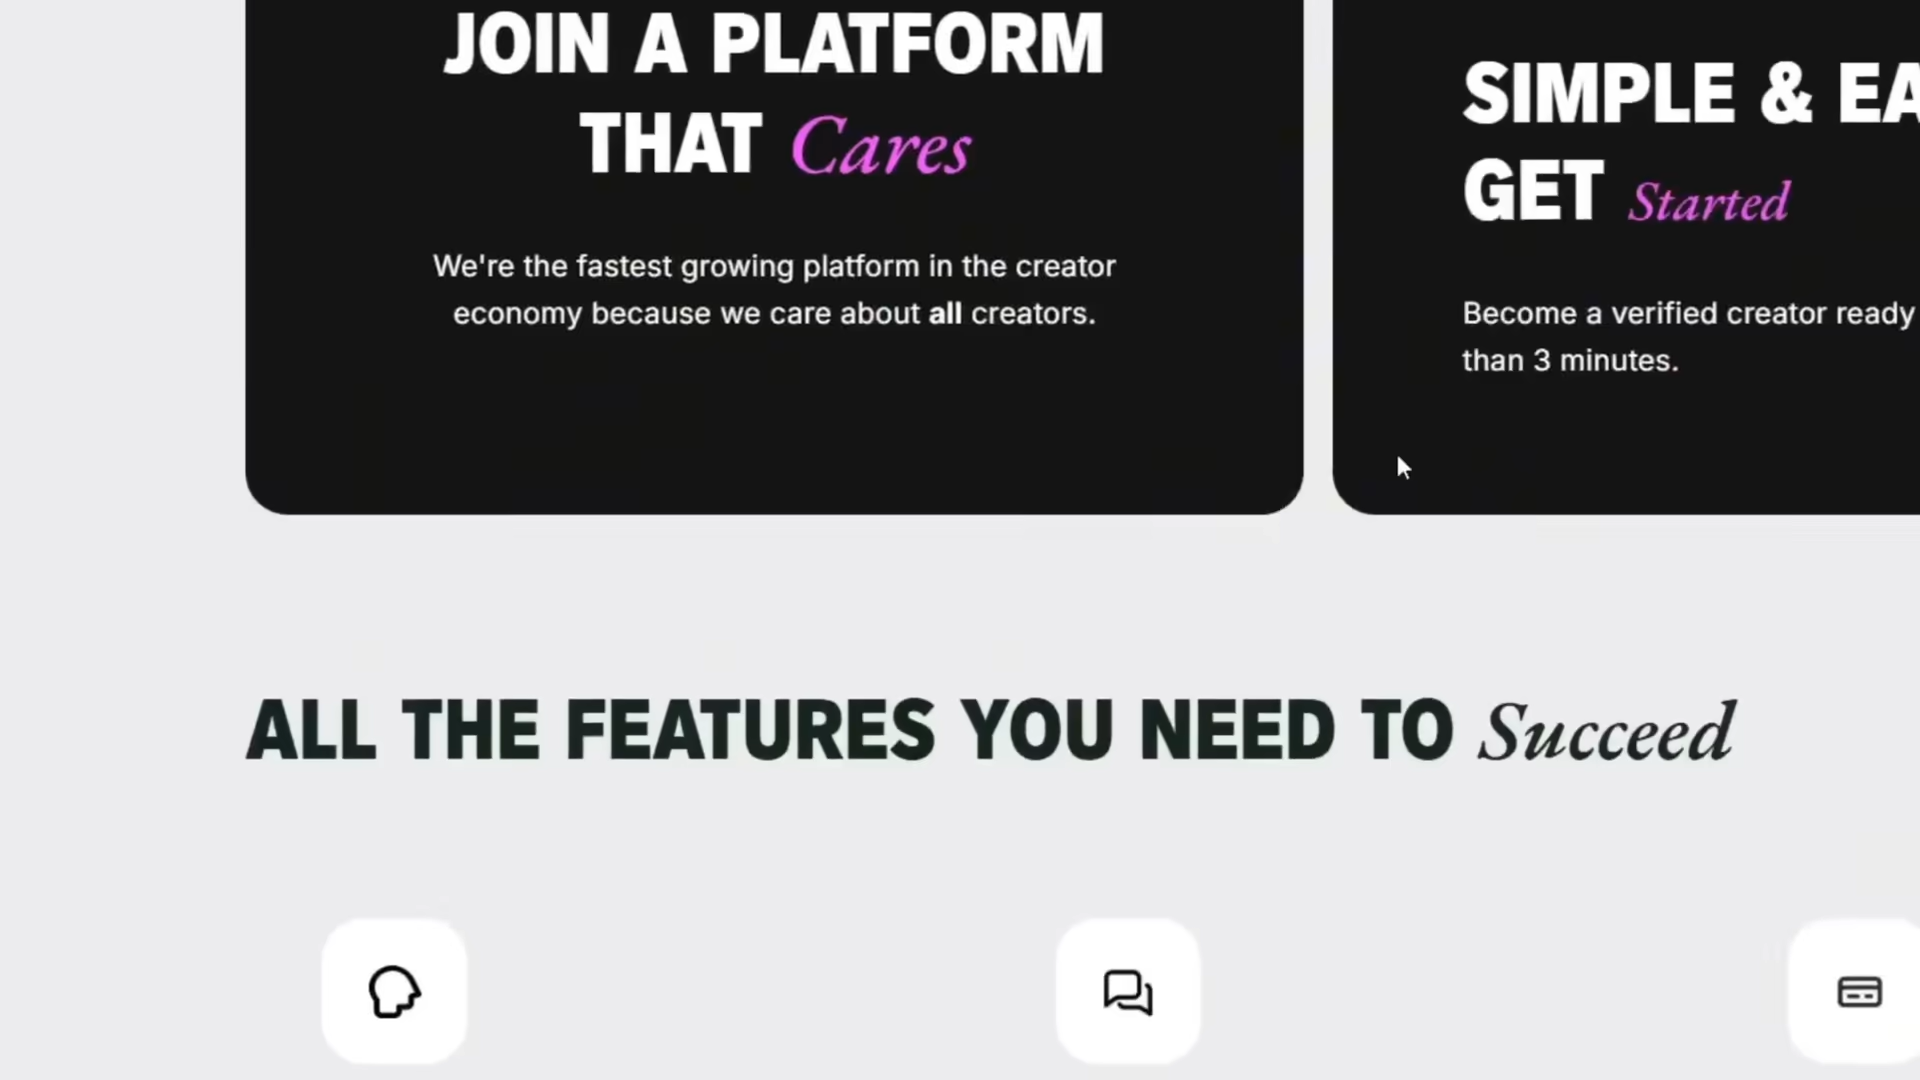 JOIN A PLATFORM
THAT Cares
We're the fastest growing platform in the creator
economy because we care about all creators.
SIMPLE &
GET Started
Become a verified creator ready
than 3 minutes.
ALL THE FEATURES YOU NEED TO Succeed